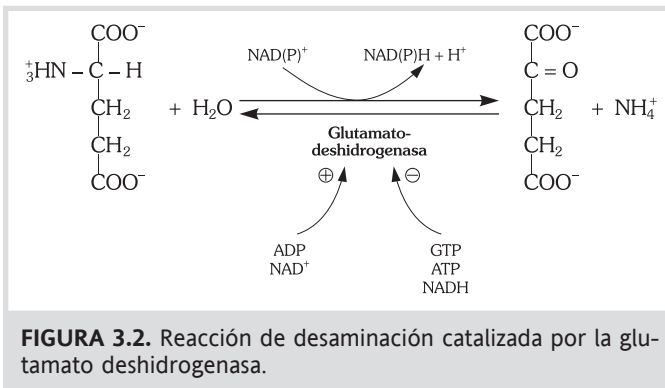 COO⁻
⁺₃HN – C – H
CH₂
CH₂
COO⁻
+ H₂O
NAD(P)⁺
NAD(P)H + H⁺
Glutamato-
deshidrogenasa
⊕
⊖
ADP
NAD⁺
GTP
ATP
NADH
COO⁻
C = O
CH₂
CH₂
COO⁻
+ NH₄⁺
FIGURA 3.2. Reacción de desaminación catalizada por la glu-
tamato deshidrogenasa.